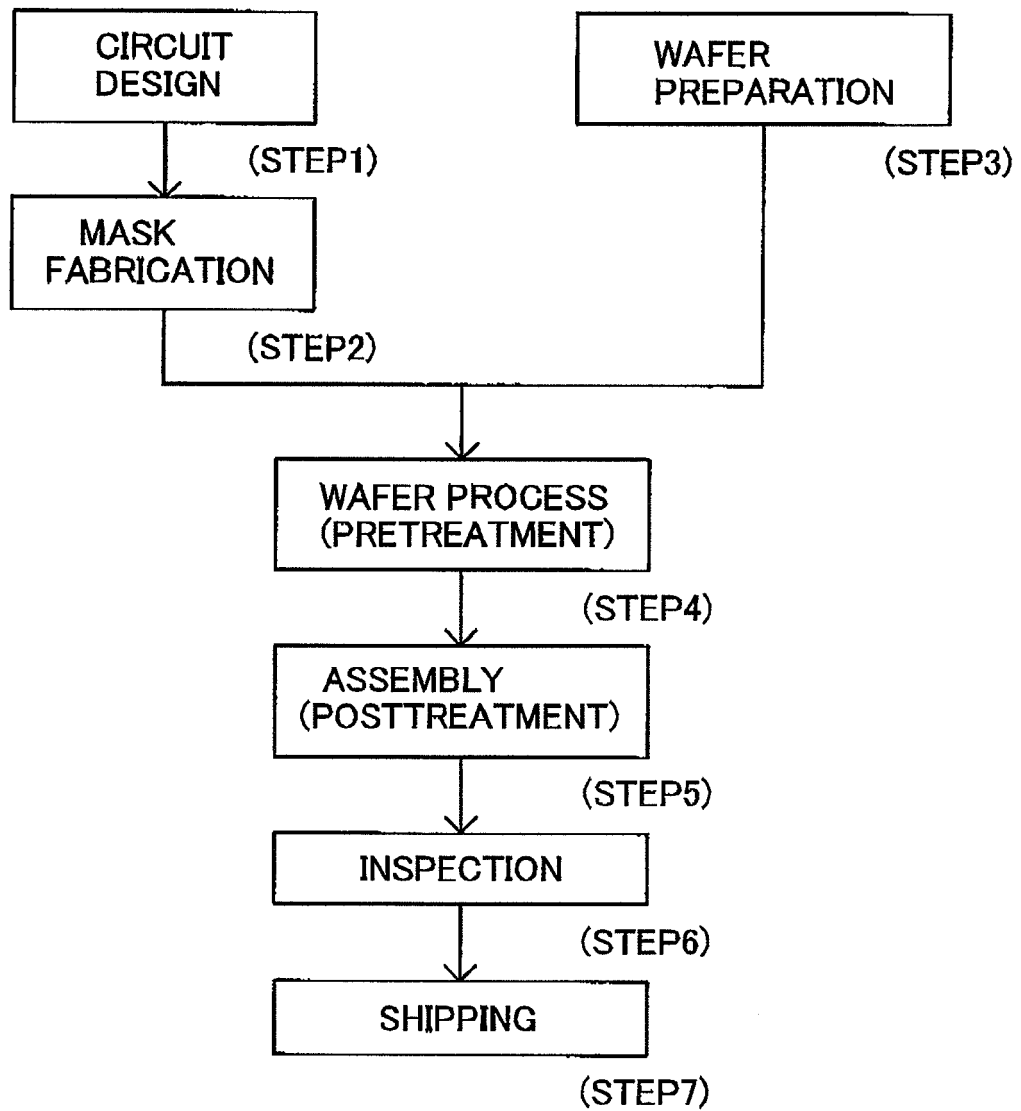 CIRCUIT
DESIGN
(STEP1)
MASK
FABRICATION
(STEP2)
WAFER
PREPARATION
(STEP3)
WAFER PROCESS
(PRETREATMENT)
(STEP4)
ASSEMBLY
(POSTTREATMENT)
(STEP5)
INSPECTION
(STEP6)
SHIPPING
(STEP7)